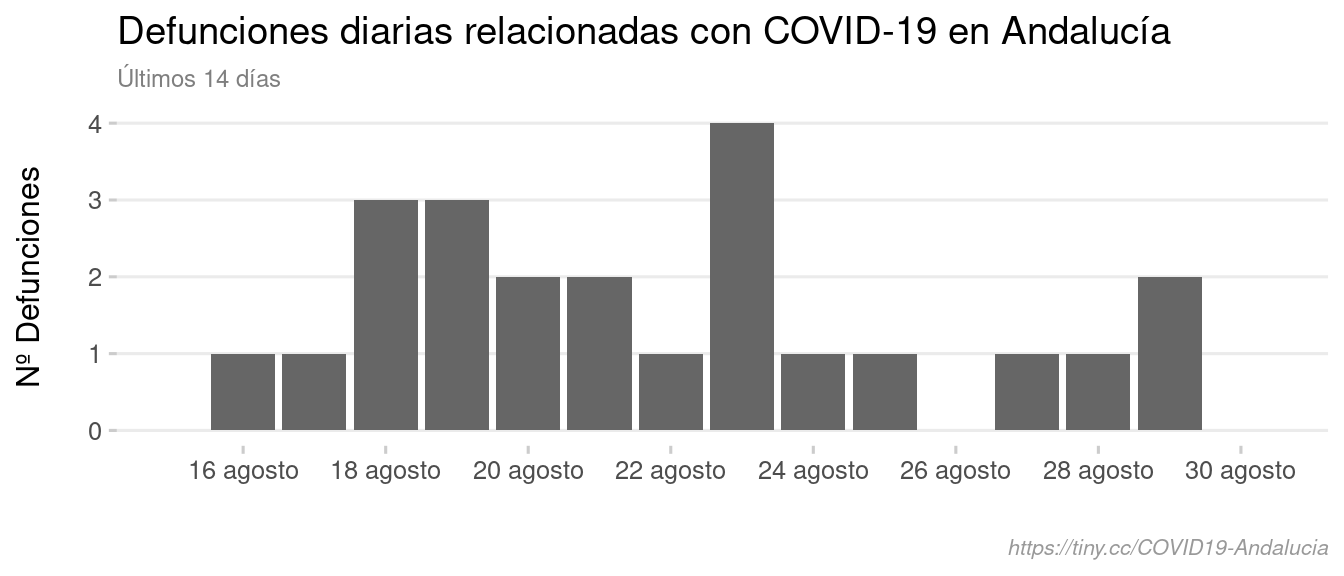 Defunciones diarias relacionadas con COVID-19 en Andalucía
Últimos 14 días
Nº Defunciones
4
3
2
1
0
16 agosto 18 agosto 20 agosto 22 agosto 24 agosto 26 agosto 28 agosto 30 agosto
https://tiny.cc/COVID19-Andalucia